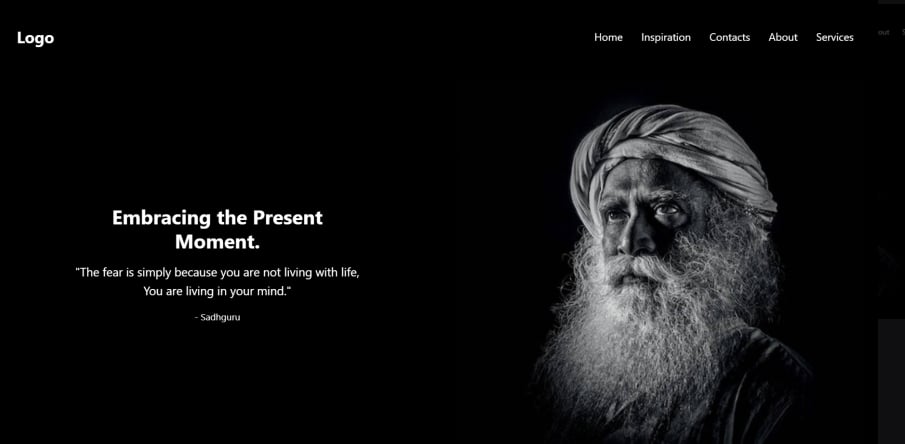 Logo
Home Inspiration Contacts About Services
out
Embracing the Present
Moment.
"The fear is simply because you are not living with life,
You are living in your mind."
- Sadhguru